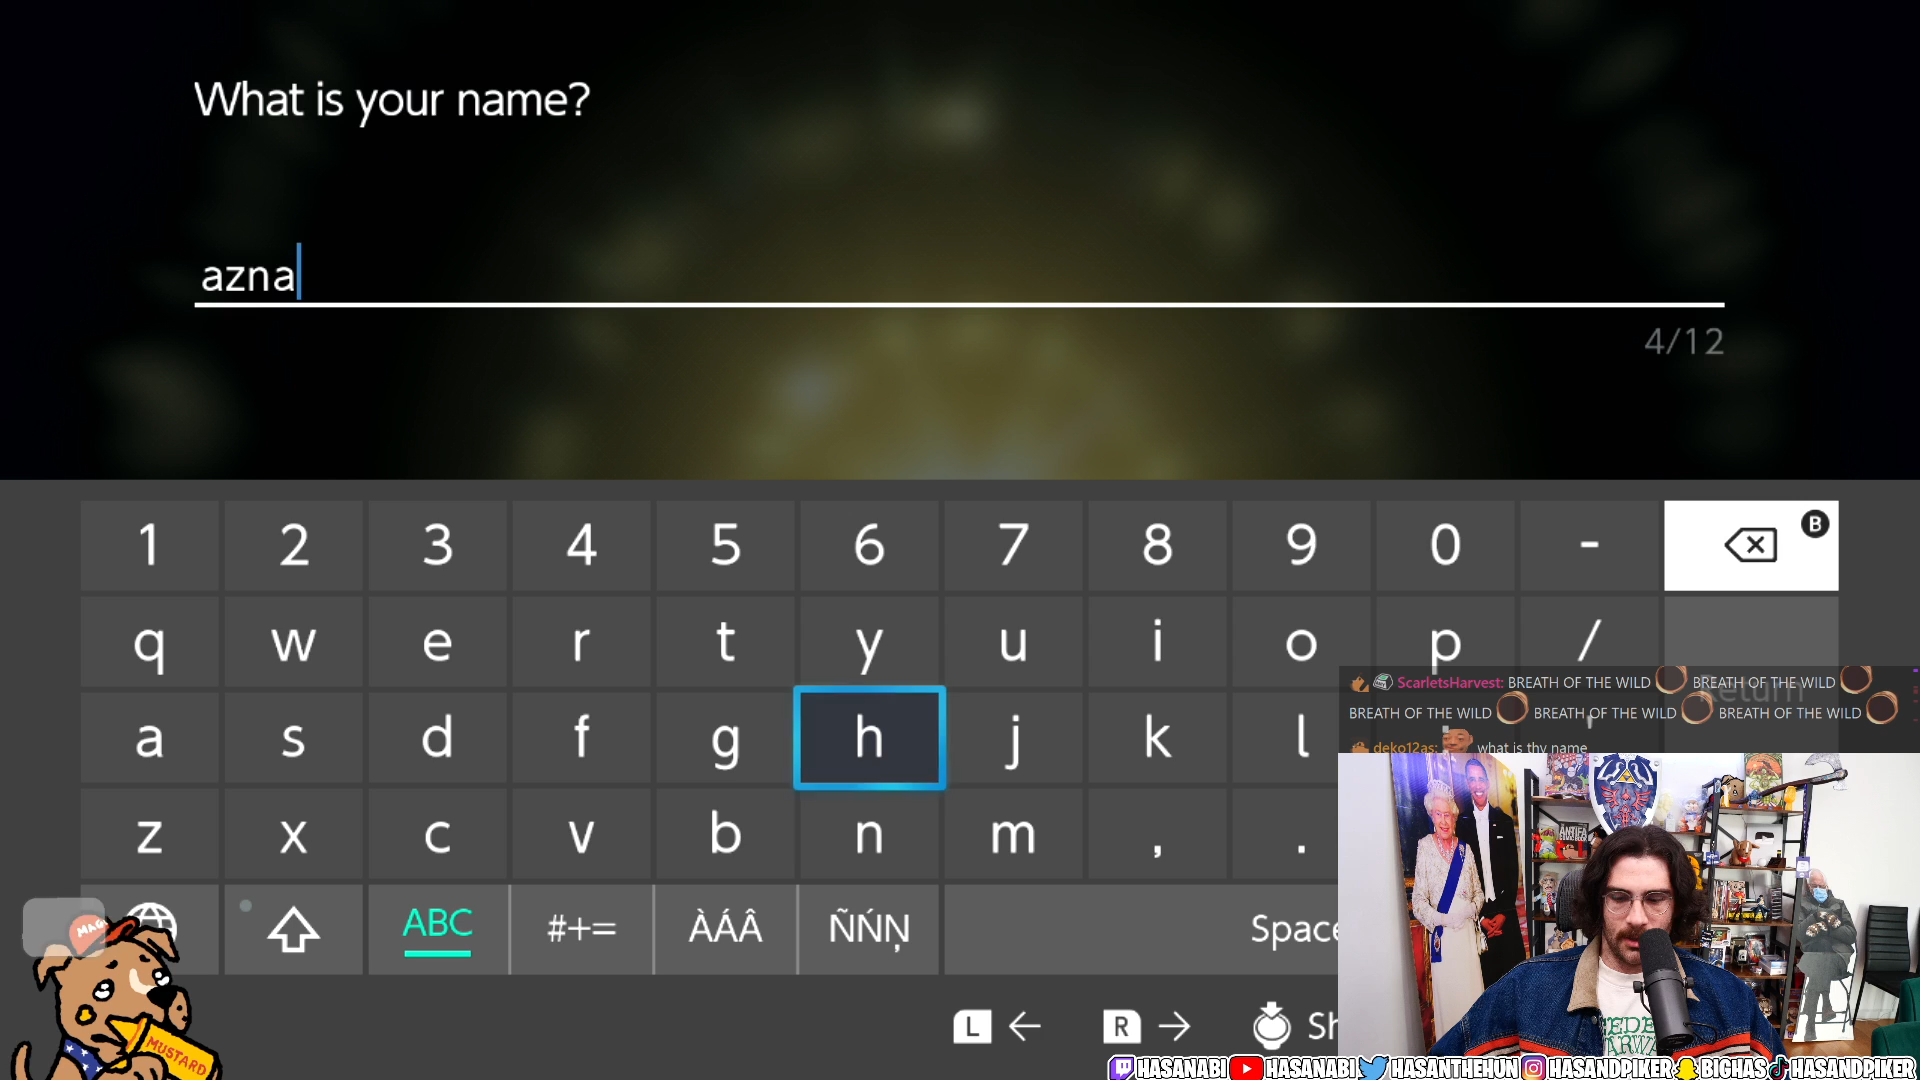 What is your name?
azna
4/12
1 2 3 4 5 6 7 8 9 0 - B
q w e r t y u i o p /
a s d f g h j k l '
Return
z x c v b n m , .
ABC #+= ÀÁÂ ÑŃŅ Space
L ← R → Sh
ScarletsHarvest: BREATH OF THE WILD BREATH OF THE WILD
BREATH OF THE WILD BREATH OF THE WILD BREATH OF THE WILD
deko12as: what is thy name
MUSTARD
HASANABI HASANABI HASANTHEHUN HASANDPIKER BIGHAS HASANDPIKER